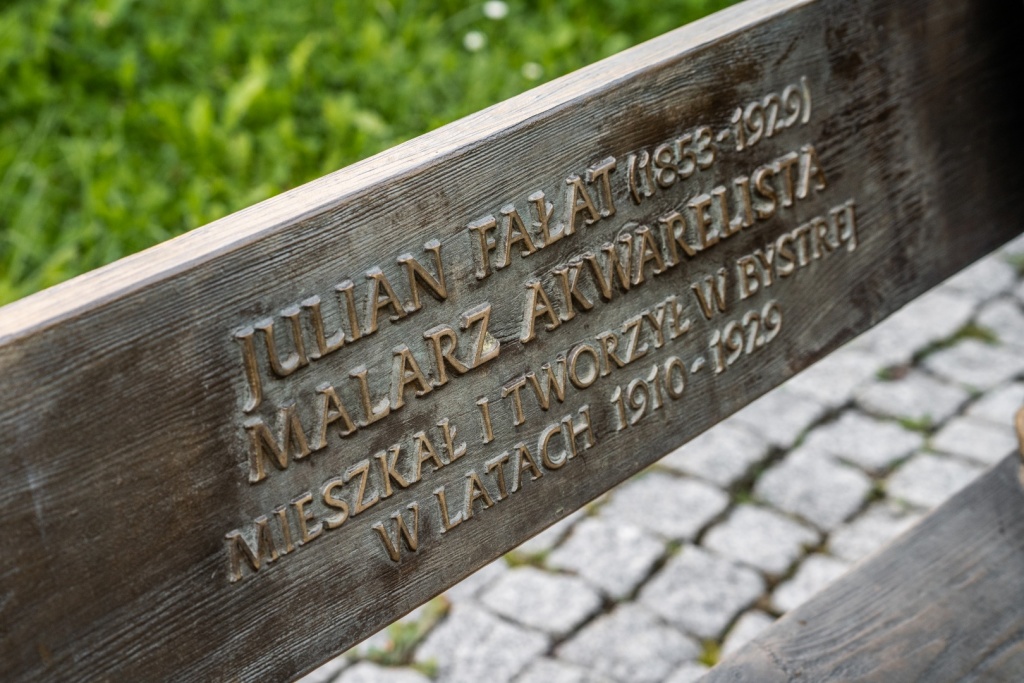 JULIAN FAŁAT (1853-1929)
MALARZ AKWARELISTA
MIESZKAŁ I TWORZYŁ W BYSTREJ
W LATACH 1910-1929